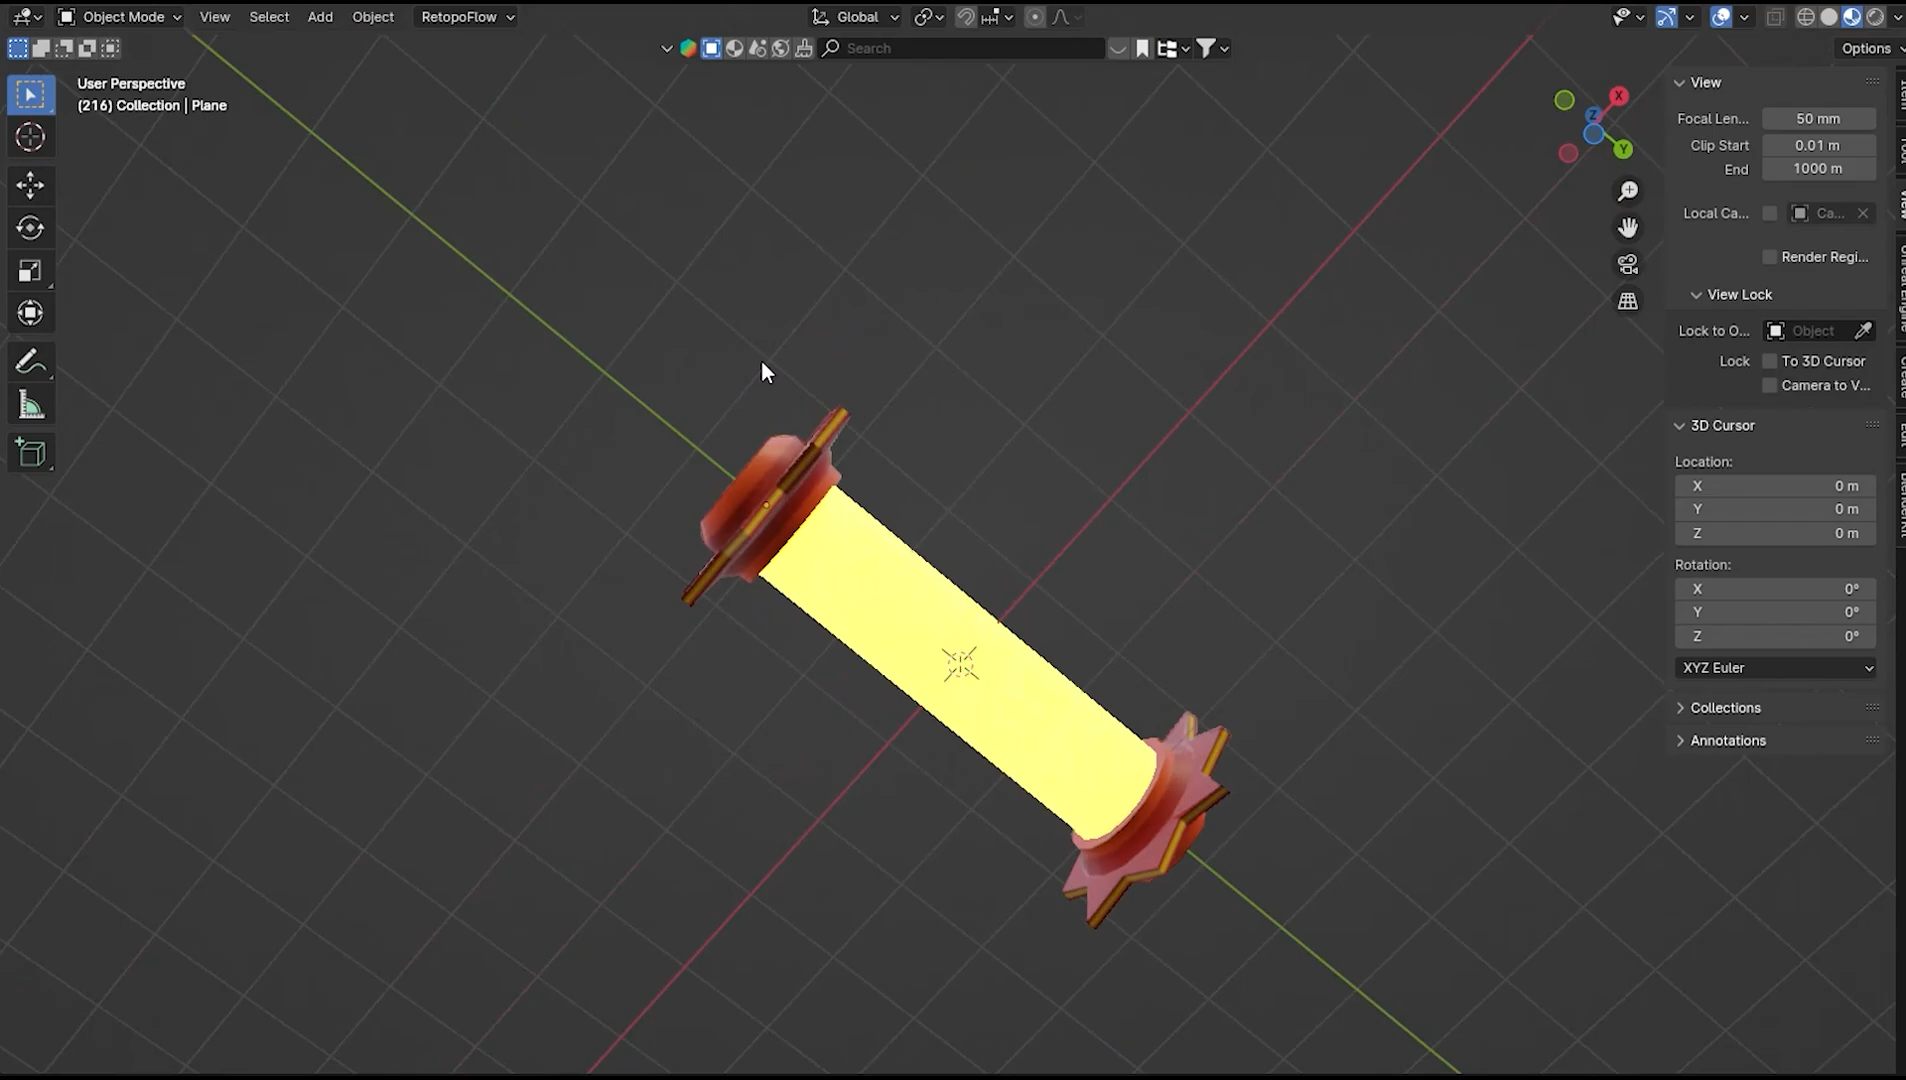 Object Mode View Select Add Object RetopoFlow Global
Search Options
User Perspective
(216) Collection | Plane
X
Z
Y
View
Focal Len... 50 mm
Clip Start 0.01 m
End 1000 m
Local Ca... Ca...
Render Regi...
View Lock
Lock to O... Object
Lock To 3D Cursor
Camera to V...
3D Cursor
Location:
X 0 m
Y 0 m
Z 0 m
Rotation:
X 0°
Y 0°
Z 0°
XYZ Euler
Collections
Annotations